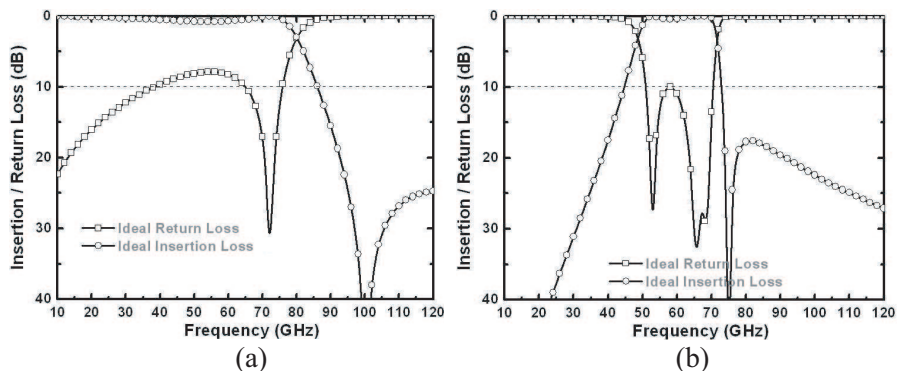 0
10
20
30
40
Insertion / Return Loss (dB)
Ideal Return Loss
Ideal Insertion Loss
10 20 30 40 50 60 70 80 90 100 110 120
Frequency (GHz)
(a)
0
10
20
30
40
Insertion / Return Loss (dB)
Ideal Return Loss
Ideal Insertion Loss
10 20 30 40 50 60 70 80 90 100 110 120
Frequency (GHz)
(b)